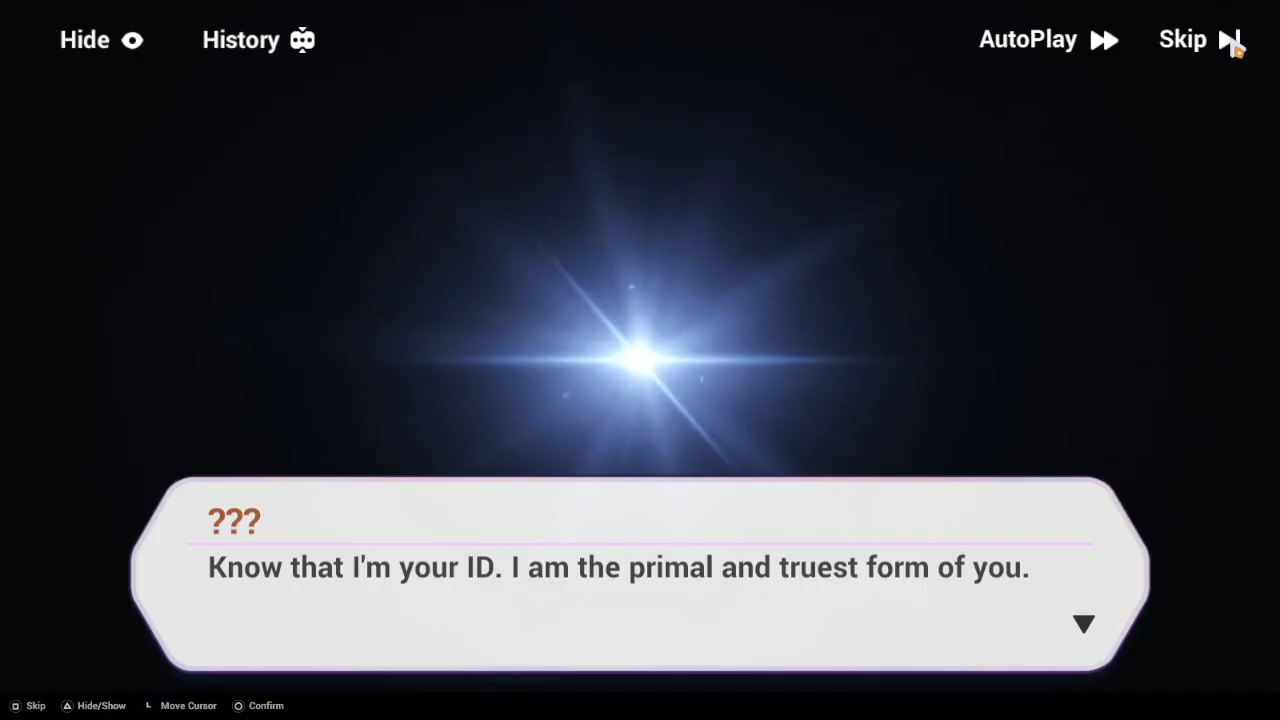 Hide
History
AutoPlay
Skip
???
Know that I'm your ID. I am the primal and truest form of you.
Skip
Hide/Show
L
Move Cursor
Confirm